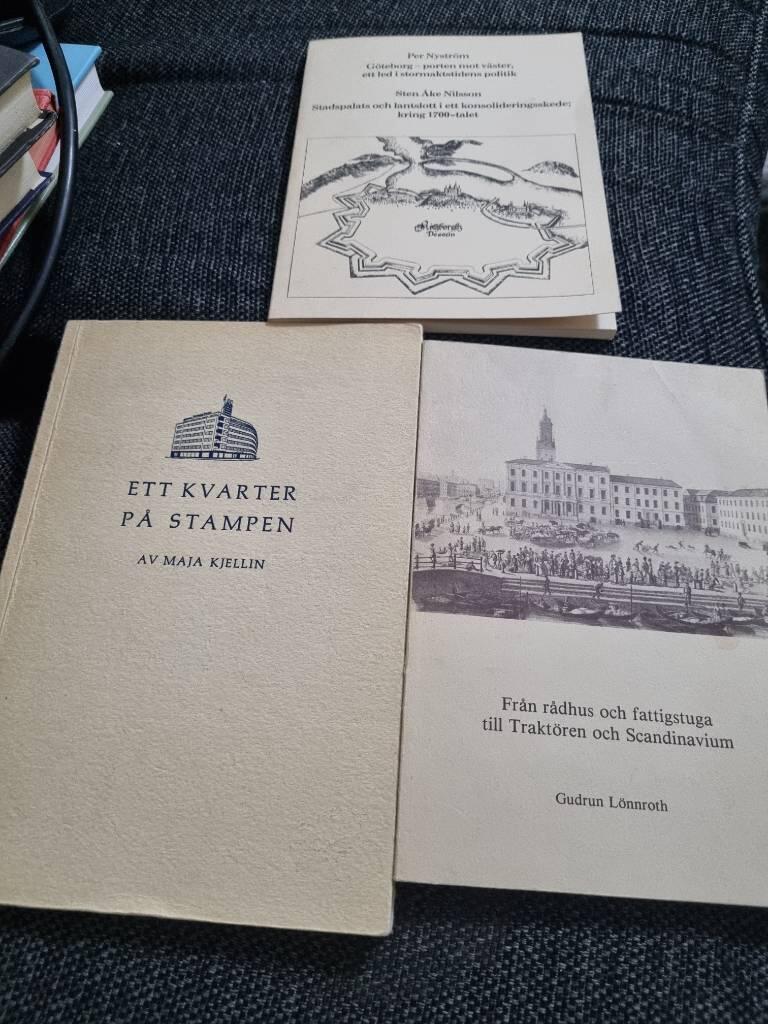 Per Nyström
Göteborg – porten mot väster,
ett led i stormaktstidens politik
Sten Åke Nilsson
Stadspalats och lantslott i ett konsolideringsskede;
kring 1700-talet
Dessein
ETT KVARTER
PÅ STAMPEN
AV MAJA KJELLIN
Från rådhus och fattigstuga
till Traktören och Scandinavium
Gudrun Lönnroth